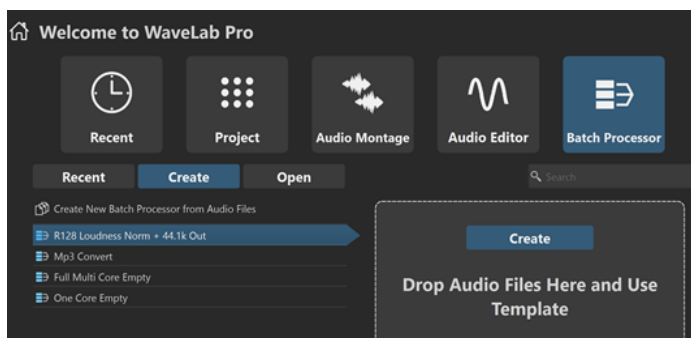 Welcome to WaveLab Pro
Recent
Project
Audio Montage
Audio Editor
Batch Processor
Recent
Create
Open
Search
Create New Batch Processor from Audio Files
R128 Loudness Norm + 44.1k Out
Mp3 Convert
Full Multi Core Empty
One Core Empty
Create
Drop Audio Files Here and Use
Template